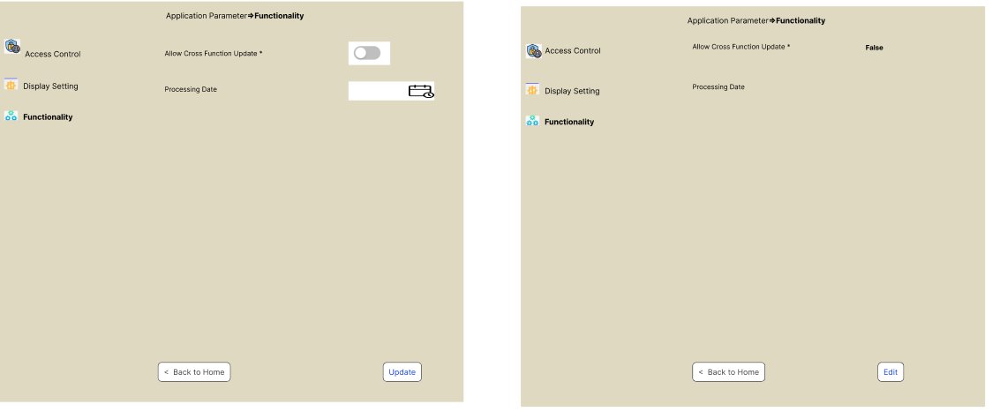 Application Parameter➔Functionality
Access Control
Allow Cross Function Update *
Display Setting
Processing Date
Functionality
< Back to Home
Update
Application Parameter➔Functionality
Access Control
Allow Cross Function Update *
False
Display Setting
Processing Date
Functionality
< Back to Home
Edit